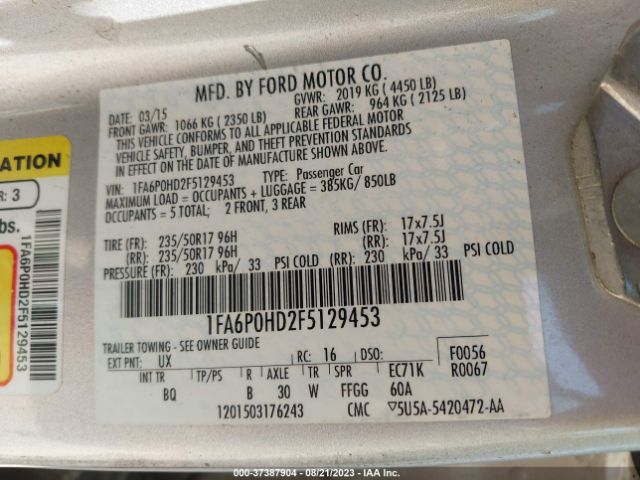 MFD. BY FORD MOTOR CO.
DATE: 03/15 GVWR: 2019 KG ( 4450 LB)
FRONT GAWR: 1066 KG ( 2350 LB) REAR GAWR: 964 KG ( 2125 LB)
THIS VEHICLE CONFORMS TO ALL APPLICABLE FEDERAL MOTOR
VEHICLE SAFETY, BUMPER, AND THEFT PREVENTION STANDARDS
IN EFFECT ON THE DATE OF MANUFACTURE SHOWN ABOVE.
VIN: 1FA6P0HD2F5129453 TYPE: Passenger Car
MAXIMUM LOAD = OCCUPANTS + LUGGAGE = 385KG/ 850LB
OCCUPANTS = 5 TOTAL; 2 FRONT, 3 REAR
TIRE (FR): 235/50R17 96H RIMS (FR): 17x7.5J
(RR): 235/50R17 96H (RR): 17x7.5J
PRESSURE (FR): 230 kPa/ 33 PSI COLD (RR): 230 kPa/ 33 PSI COLD
1FA6P0HD2F5129453
TRAILER TOWING - SEE OWNER GUIDE
EXT PNT: UX RC: 16 DSO: F0056
INT TR TP/PS R AXLE TR SPR EC71K R0067
BQ B 30 W FFGG 60A
1201503176243 CMC ▽5U5A-5420472-AA
ATION
R: 3
bs.
1FA6P0HD2F5129453
000-37387904 - 08/21/2023 - IAA Inc.